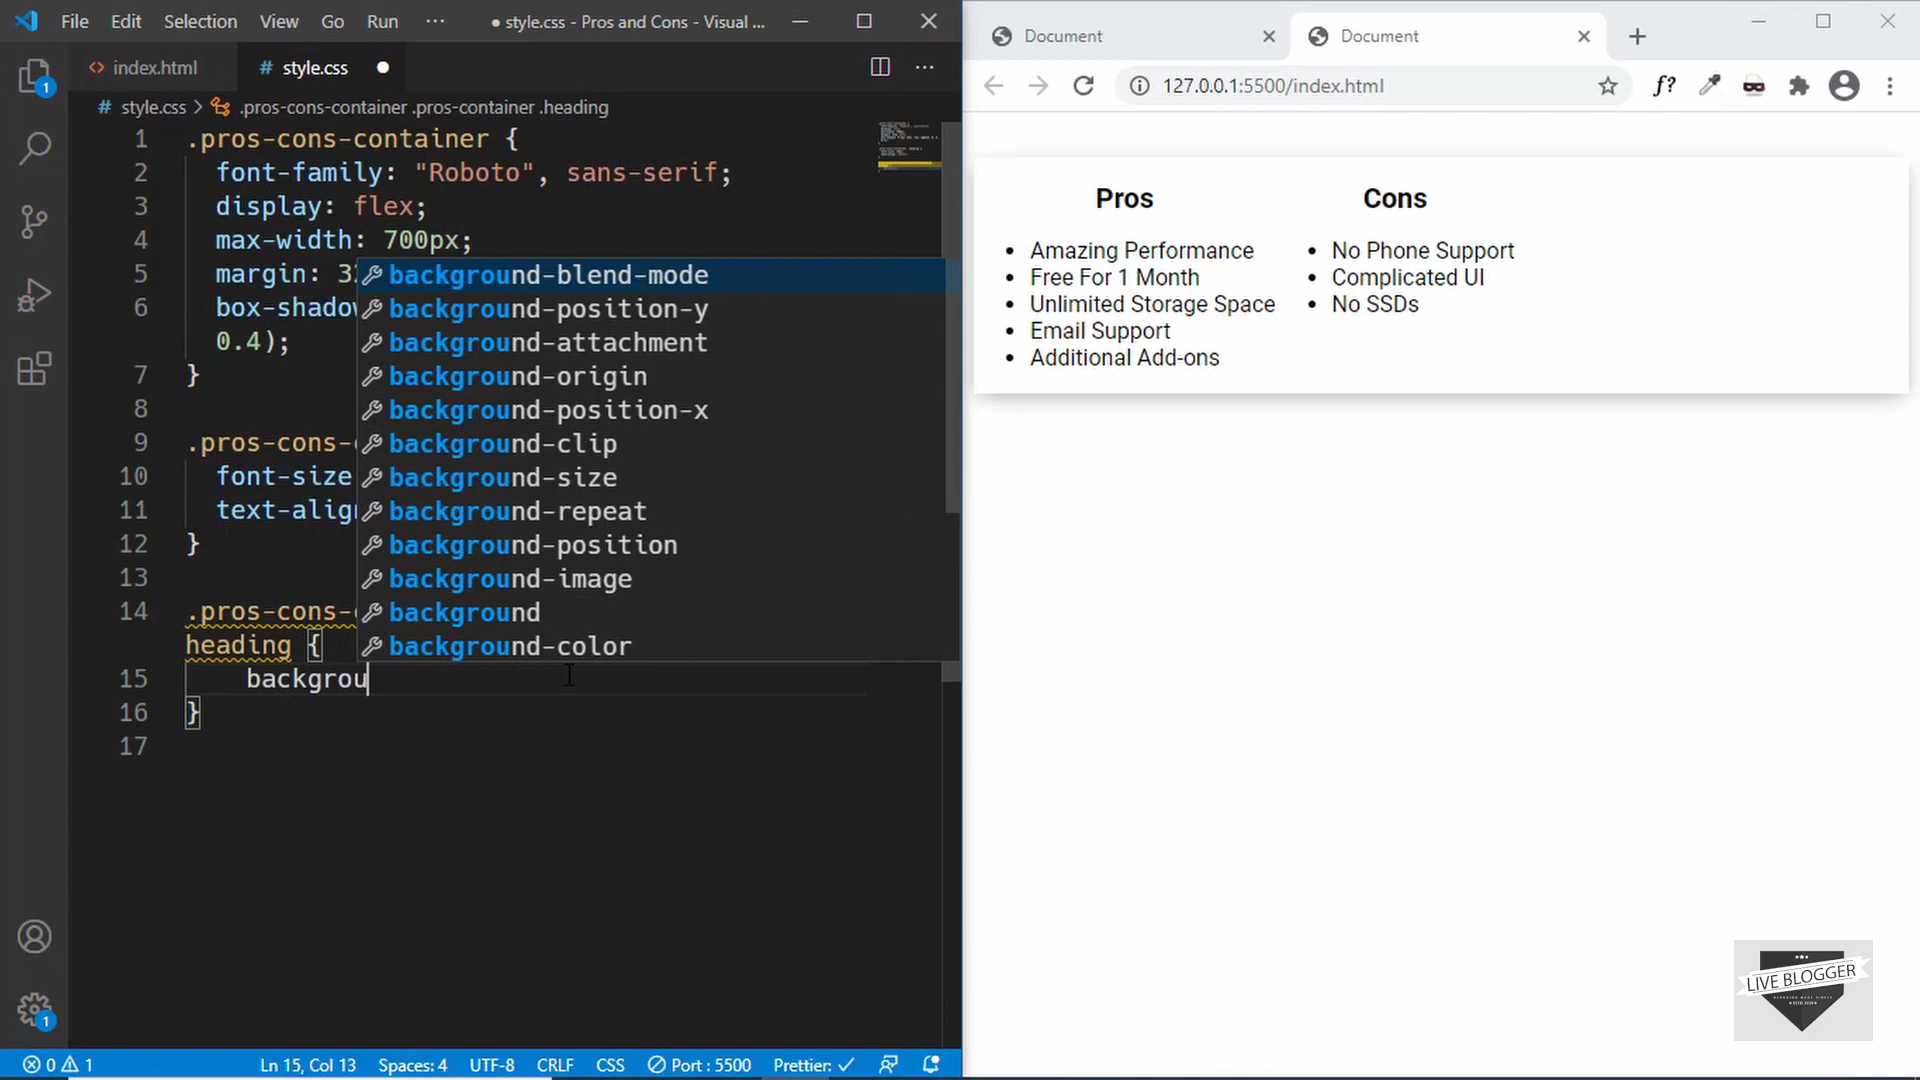 File Edit Selection View Go Run ··· ● style.css - Pros and Cons - Visual ...
<> index.html # style.css ●
# style.css > .pros-cons-container .pros-container .heading
1 .pros-cons-container {
2 font-family: "Roboto", sans-serif;
3 display: flex;
4 max-width: 700px;
5 margin: 32
6 box-shadow
0.4);
7 }
8
9 .pros-cons-
10 font-size
11 text-align
12 }
13
14 .pros-cons-
heading {
15 backgrou
16 }
17
background-blend-mode
background-position-y
background-attachment
background-origin
background-position-x
background-clip
background-size
background-repeat
background-position
background-image
background
background-color
1
1
0 1 Ln 15, Col 13 Spaces: 4 UTF-8 CRLF CSS Port : 5500 Prettier: ✓
Document Document
127.0.0.1:5500/index.html f?
Pros
• Amazing Performance
• Free For 1 Month
• Unlimited Storage Space
• Email Support
• Additional Add-ons
Cons
• No Phone Support
• Complicated UI
• No SSDs
LIVE BLOGGER